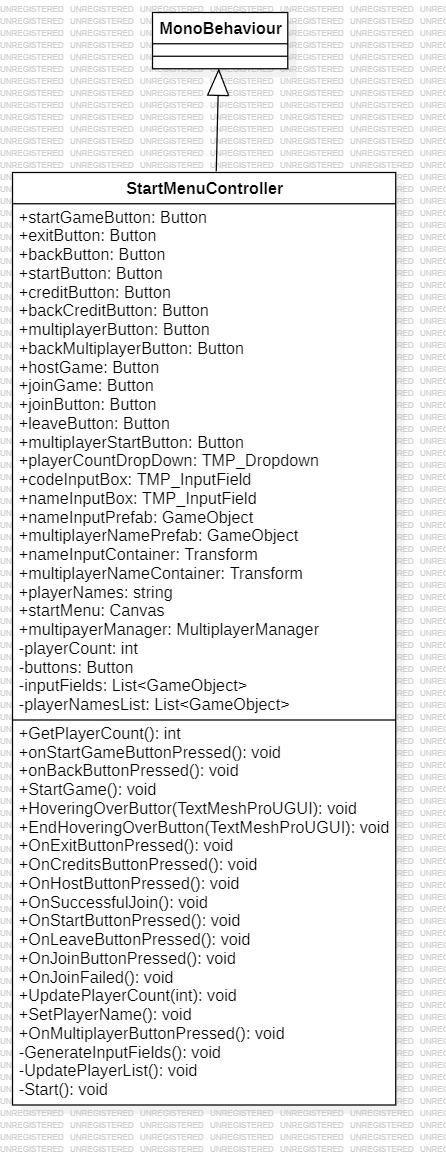 MonoBehaviour
StartMenuController
+startGameButton: Button
+exitButton: Button
+backButton: Button
+startButton: Button
+creditButton: Button
+backCreditButton: Button
+multiplayerButton: Button
+backMultiplayerButton: Button
+hostGame: Button
+joinGame: Button
+joinButton: Button
+leaveButton: Button
+multiplayerStartButton: Button
+playerCountDropDown: TMP_Dropdown
+codeInputBox: TMP_InputField
+nameInputBox: TMP_InputField
+nameInputPrefab: GameObject
+multiplayerNamePrefab: GameObject
+nameInputContainer: Transform
+multiplayerNameContainer: Transform
+playerNames: string
+startMenu: Canvas
+multipayerManager: MultiplayerManager
-playerCount: int
-buttons: Button
-inputFields: List<GameObject>
-playerNamesList: List<GameObject>
+GetPlayerCount(): int
+onStartGameButtonPressed(): void
+onBackButtonPressed(): void
+StartGame(): void
+HoveringOverButtor(TextMeshProUGUI): void
+EndHoveringOverButton(TextMeshProUGUI): void
+OnExitButtonPressed(): void
+OnCreditsButtonPressed(): void
+OnHostButtonPressed(): void
+OnSuccessfulJoin(): void
+OnStartButtonPressed(): void
+OnLeaveButtonPressed(): void
+OnJoinButtonPressed(): void
+OnJoinFailed(): void
+UpdatePlayerCount(int): void
+SetPlayerName(): void
+OnMultiplayerButtonPressed(): void
-GenerateInputFields(): void
-UpdatePlayerList(): void
-Start(): void